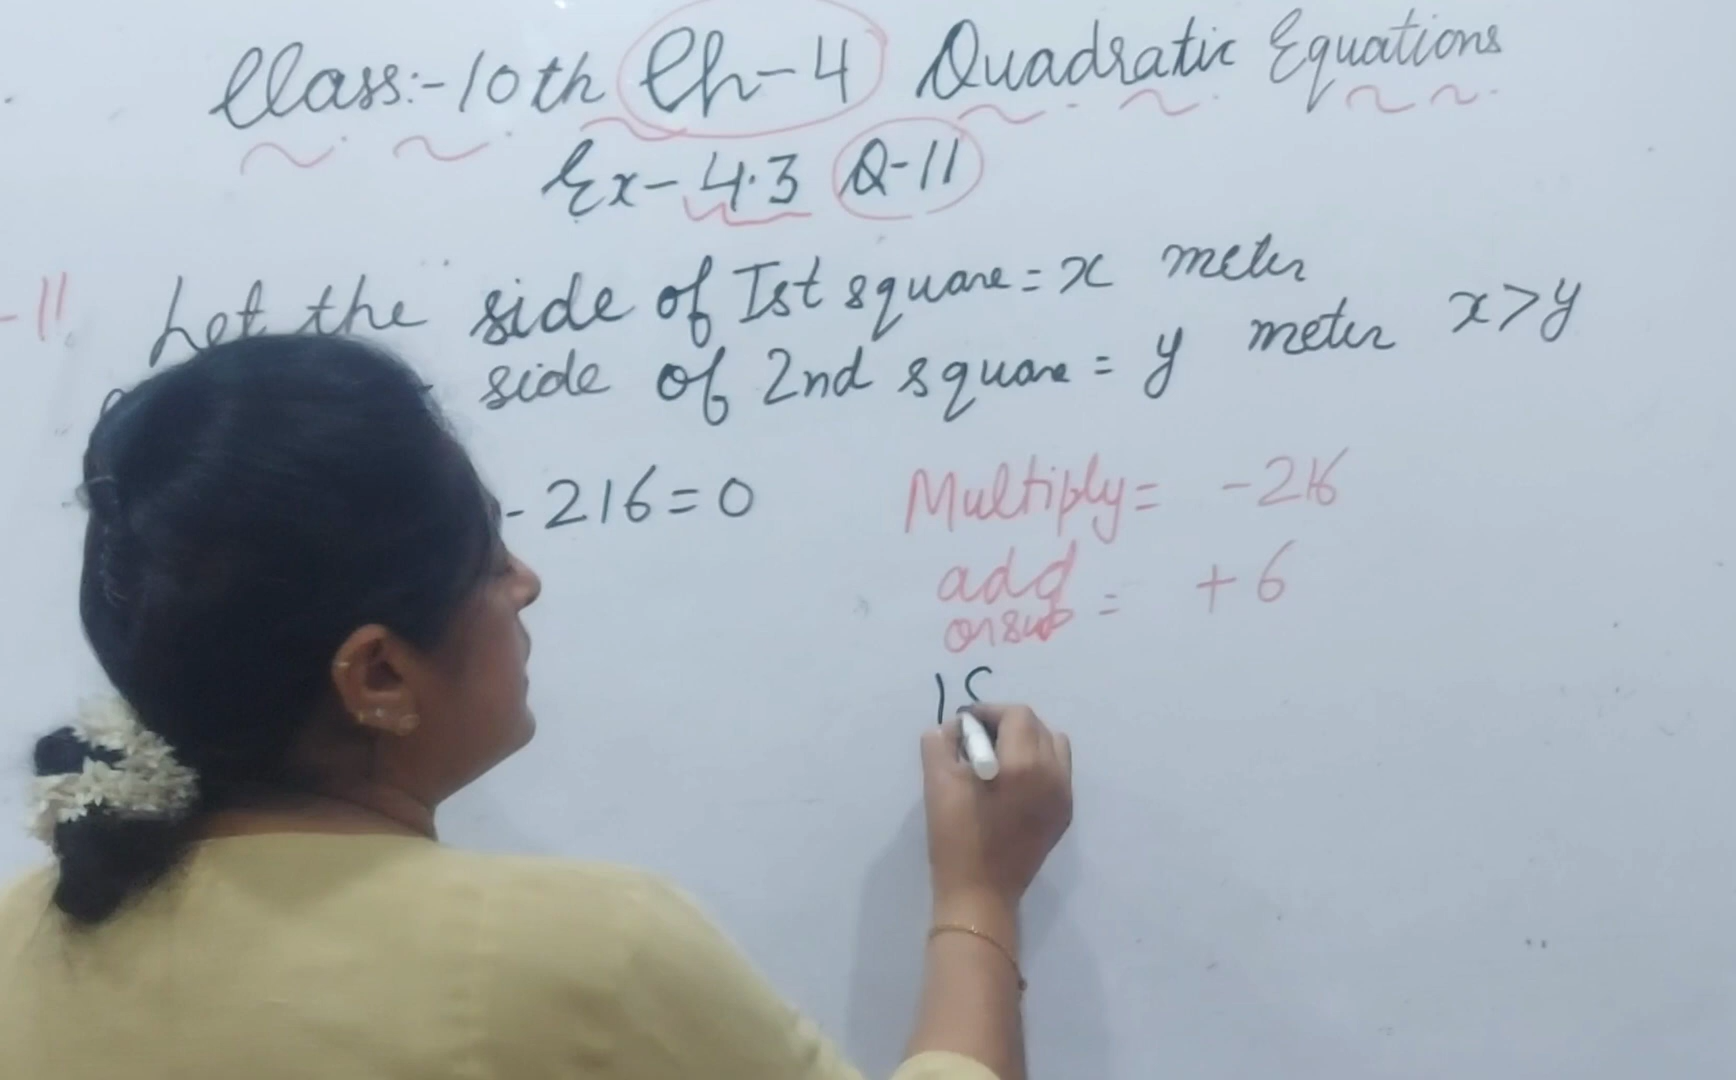 Class:-10th Ch-4 Quadratic Equations
Ex-4.3 Q-11
-11. Let the side of Ist square = x meter
side of 2nd square = y meter x>y
-216=0
Multiply= -216
add or sub = +6